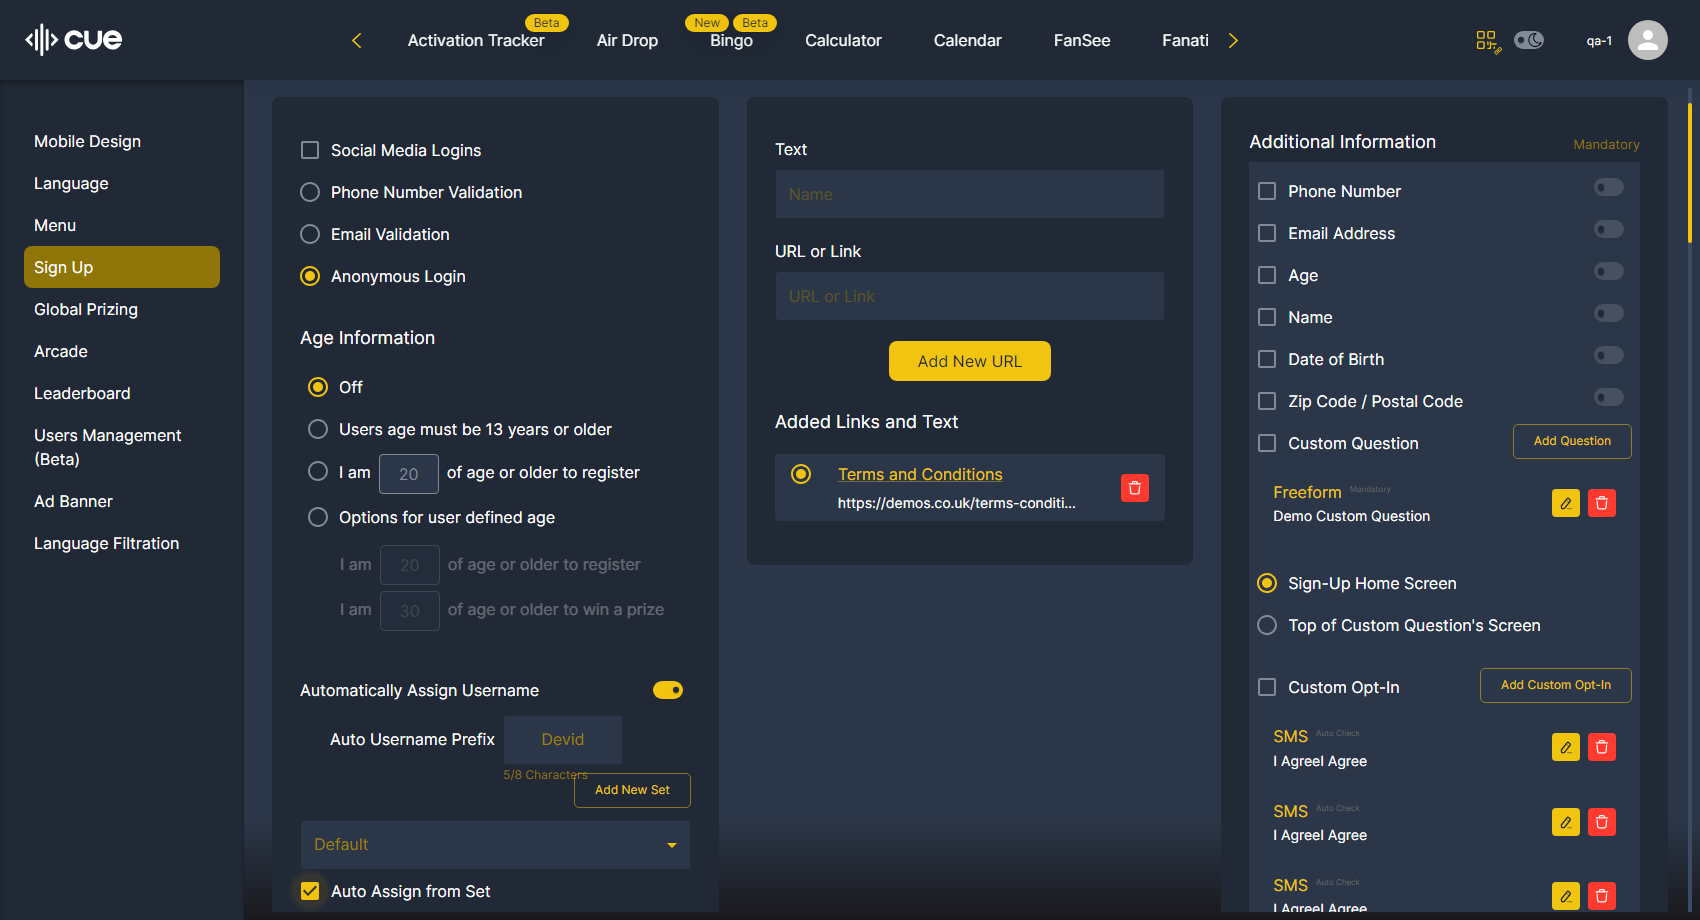 cue
Activation Tracker
Beta
Air Drop
New
Beta
Bingo
Calculator
Calendar
FanSee
Fanati
qa-1
Mobile Design
Language
Menu
Sign Up
Global Prizing
Arcade
Leaderboard
Users Management
(Beta)
Ad Banner
Language Filtration
Social Media Logins
Phone Number Validation
Email Validation
Anonymous Login
Age Information
Off
Users age must be 13 years or older
I am 20 of age or older to register
Options for user defined age
I am 20 of age or older to register
I am 30 of age or older to win a prize
Automatically Assign Username
Auto Username Prefix Devid
5/8 Characters
Add New Set
Default
Auto Assign from Set
Text
Name
URL or Link
URL or Link
Add New URL
Added Links and Text
Terms and Conditions
https://demos.co.uk/terms-conditi...
Additional Information
Mandatory
Phone Number
Email Address
Age
Name
Date of Birth
Zip Code / Postal Code
Custom Question
Add Question
Freeform Mandatory
Demo Custom Question
Sign-Up Home Screen
Top of Custom Question's Screen
Custom Opt-In
Add Custom Opt-In
SMS Auto Check
I AgreeI Agree
SMS Auto Check
I AgreeI Agree
SMS Auto Check
I AgreeI Agree